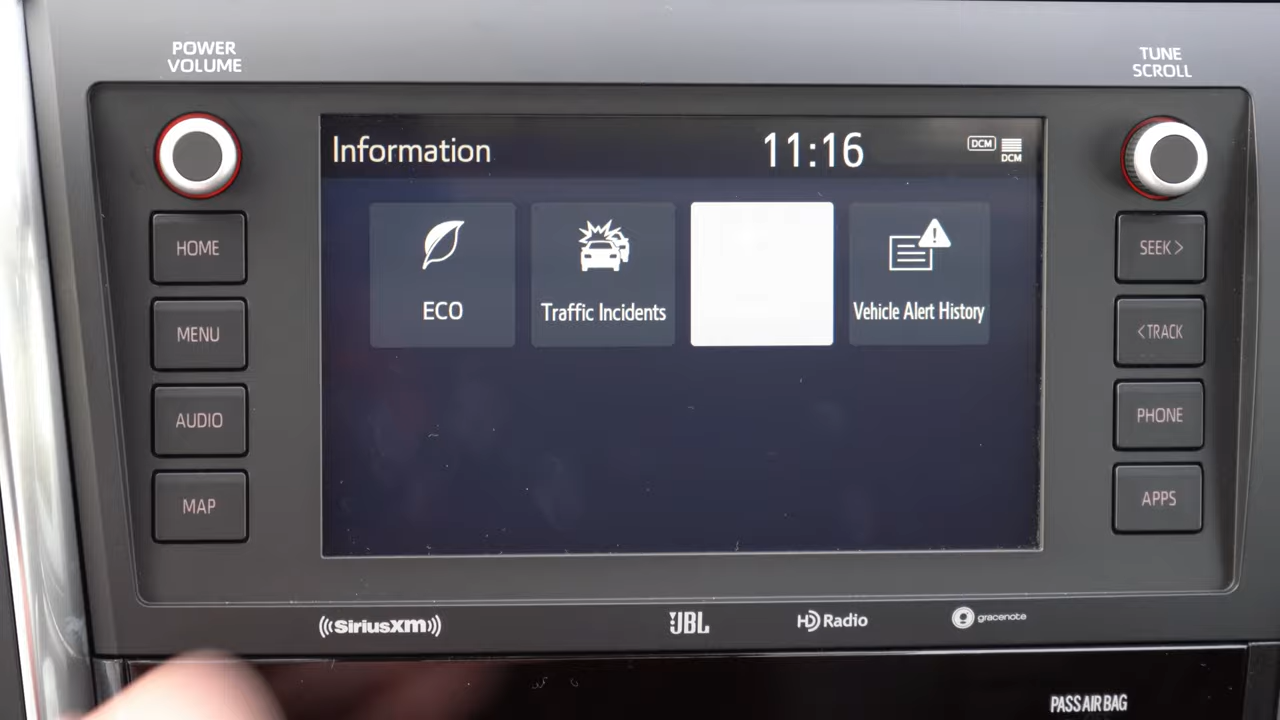 POWER
VOLUME
TUNE
SCROLL
Information
11:16
DCM
DCM
HOME
MENU
AUDIO
MAP
ECO
Traffic Incidents
Vehicle Alert History
SEEK >
< TRACK
PHONE
APPS
((SiriusXM))
JBL
HD Radio
gracenote
PASS AIR BAG